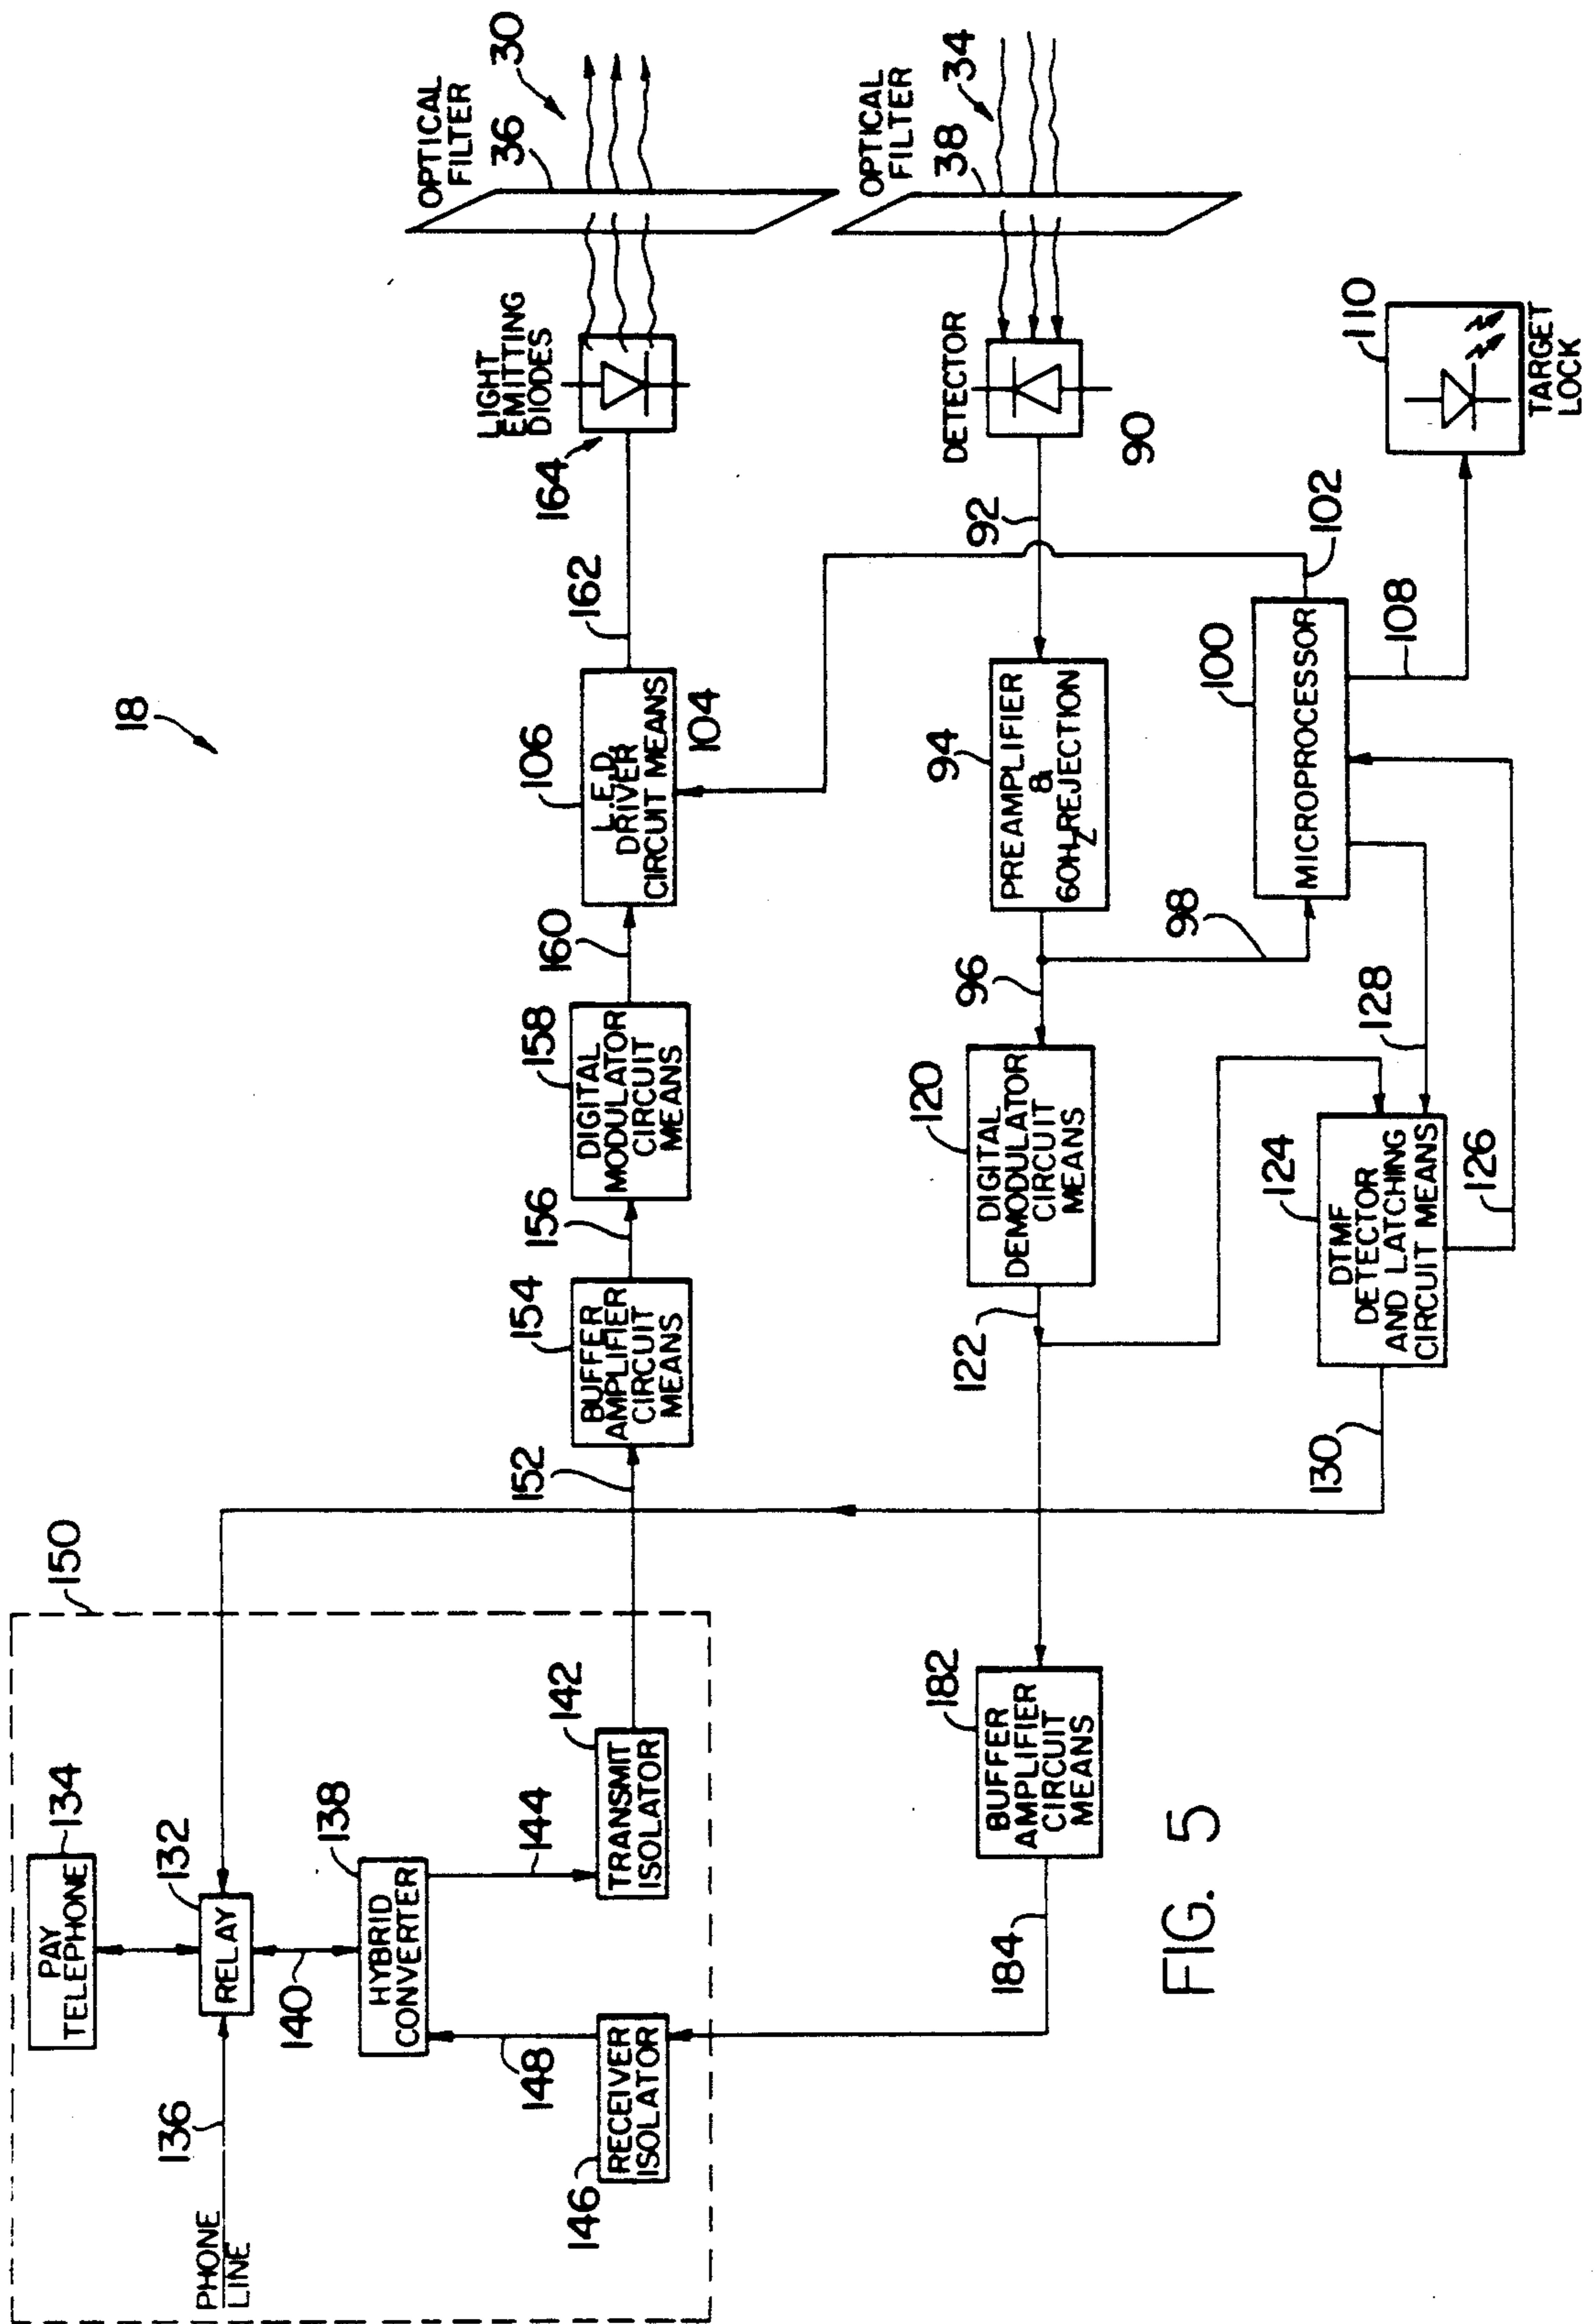 18
150
PAY
TELEPHONE
134
132
RELAY
136
PHONE
LINE
140
138
HYBRID
CONVERTER
144
148
142
TRANSMIT
ISOLATOR
146
RECEIVER
ISOLATOR
152
154
BUFFER
AMPLIFIER
CIRCUIT
MEANS
156
158
DIGITAL
MODULATOR
CIRCUIT
MEANS
160
106
L.E.D.
DRIVER
CIRCUIT MEANS
104
162
LIGHT
EMITTING
DIODES
164
OPTICAL
FILTER
36
30
OPTICAL
FILTER
38
34
DETECTOR
90
92
94
PREAMPLIFIER
&
60HZ REJECTION
96
98
100
MICROPROCESSOR
102
108
110
TARGET
LOCK
120
DIGITAL
DEMODULATOR
CIRCUIT
MEANS
122
124
DTMF
DETECTOR
AND LATCHING
CIRCUIT MEANS
126
128
130
182
BUFFER
AMPLIFIER
CIRCUIT
MEANS
184
FIG. 5